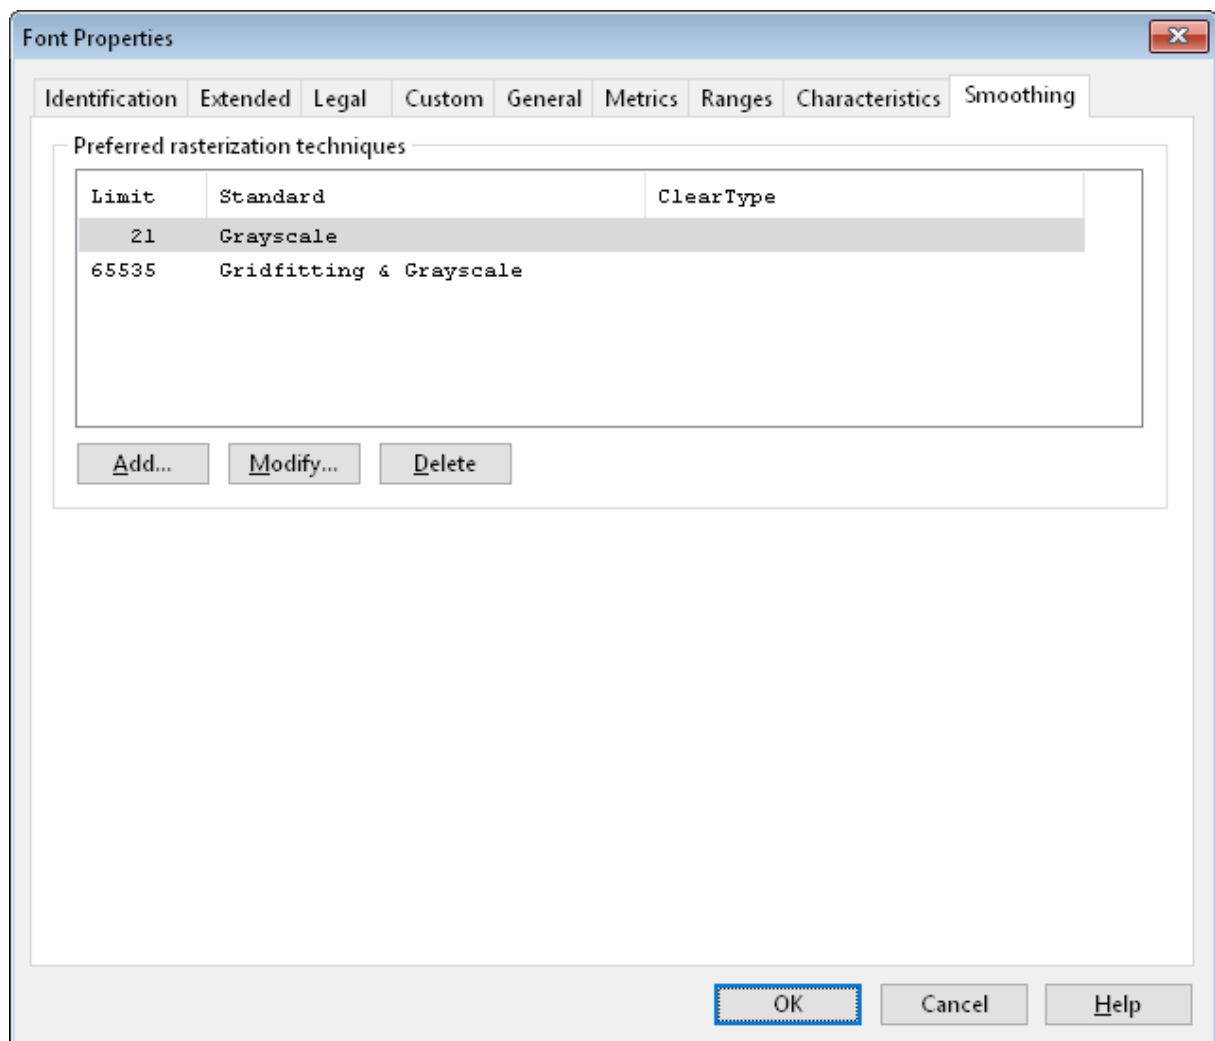 Font Properties
Identification Extended Legal Custom General Metrics Ranges Characteristics Smoothing
Preferred rasterization techniques
Limit Standard ClearType
21 Grayscale
65535 Gridfitting & Grayscale
Add... Modify... Delete
OK Cancel Help